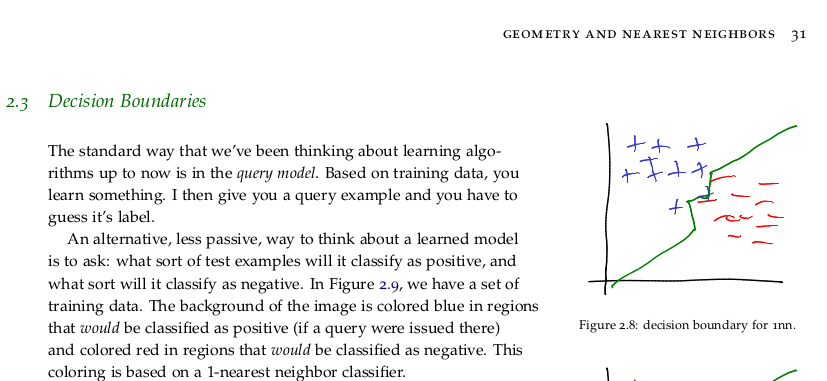 GEOMETRY AND NEAREST NEIGHBORS 31
2.3 Decision Boundaries
The standard way that we've been thinking about learning algo-
rithms up to now is in the query model. Based on training data, you
learn something. I then give you a query example and you have to
guess it's label.
An alternative, less passive, way to think about a learned model
is to ask: what sort of test examples will it classify as positive, and
what sort will it classify as negative. In Figure 2.9, we have a set of
training data. The background of the image is colored blue in regions
that would be classified as positive (if a query were issued there)
and colored red in regions that would be classified as negative. This
coloring is based on a 1-nearest neighbor classifier.
Figure 2.8: decision boundary for 1nn.